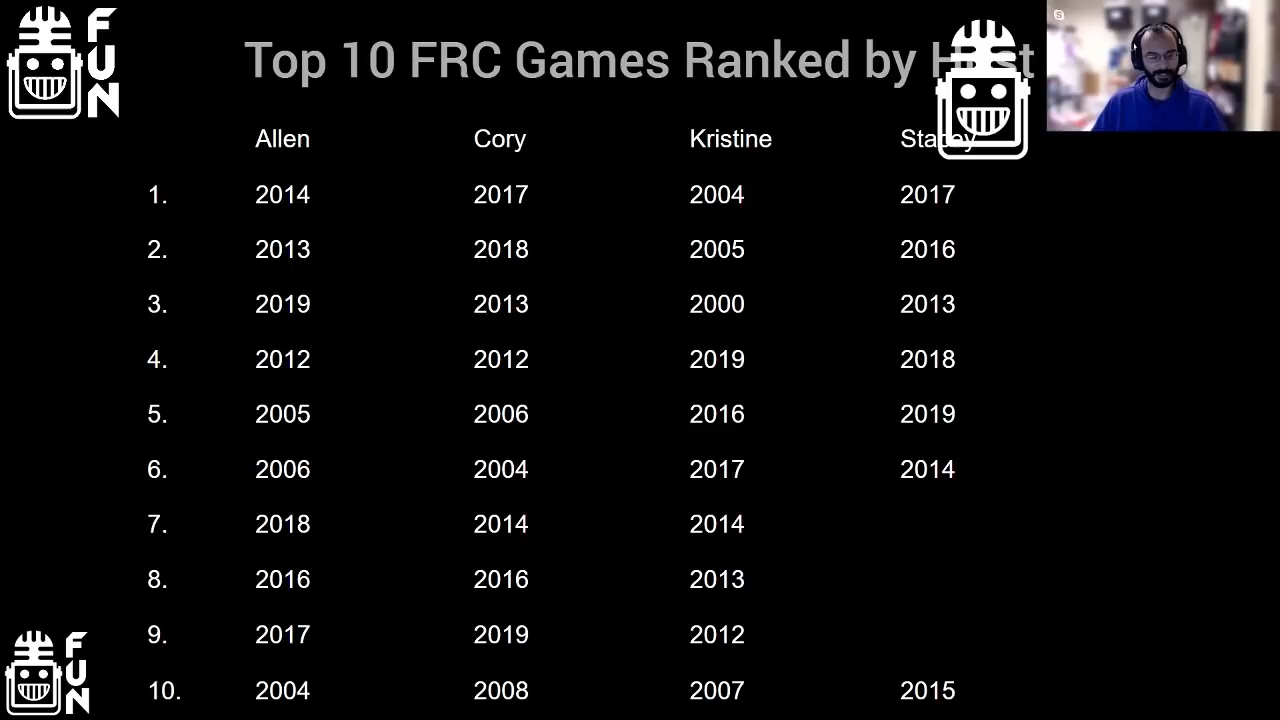 FUN
Top 10 FRC Games Ranked by Host
Allen Cory Kristine Stacey
1. 2014 2017 2004 2017
2. 2013 2018 2005 2016
3. 2019 2013 2000 2013
4. 2012 2012 2019 2018
5. 2005 2006 2016 2019
6. 2006 2004 2017 2014
7. 2018 2014 2014
8. 2016 2016 2013
9. 2017 2019 2012
10. 2004 2008 2007 2015
FUN